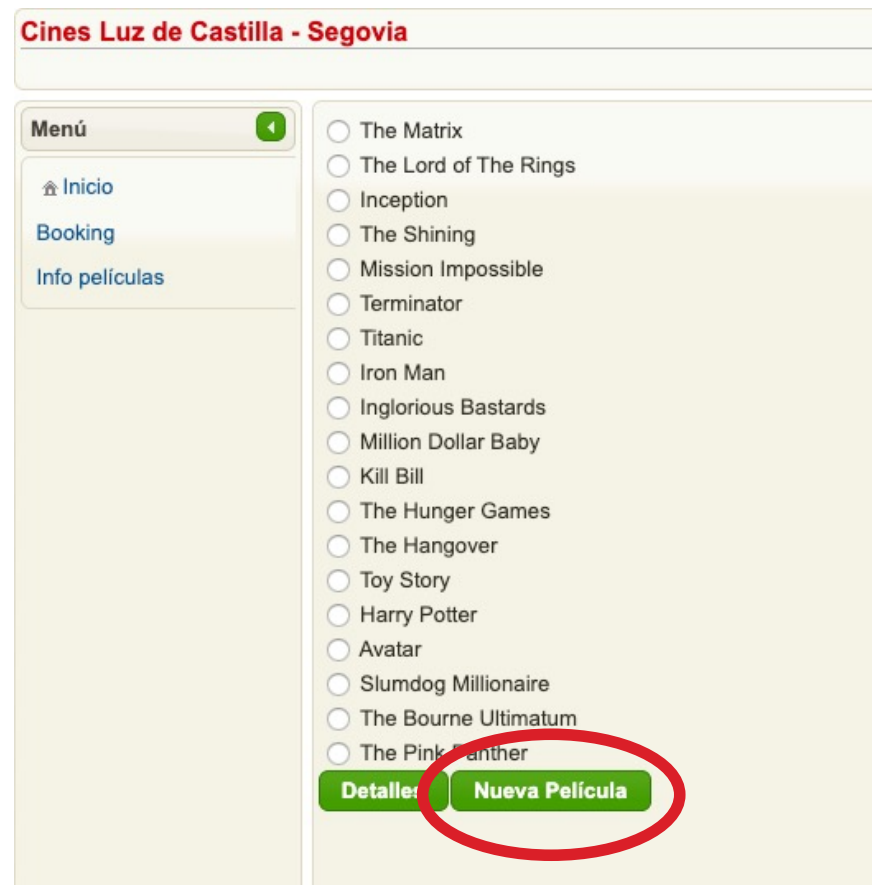 Cines Luz de Castilla - Segovia
Menú
Inicio
Booking
Info películas
The Matrix
The Lord of The Rings
Inception
The Shining
Mission Impossible
Terminator
Titanic
Iron Man
Inglorious Bastards
Million Dollar Baby
Kill Bill
The Hunger Games
The Hangover
Toy Story
Harry Potter
Avatar
Slumdog Millionaire
The Bourne Ultimatum
The Pink Panther
Detalles Nueva Película